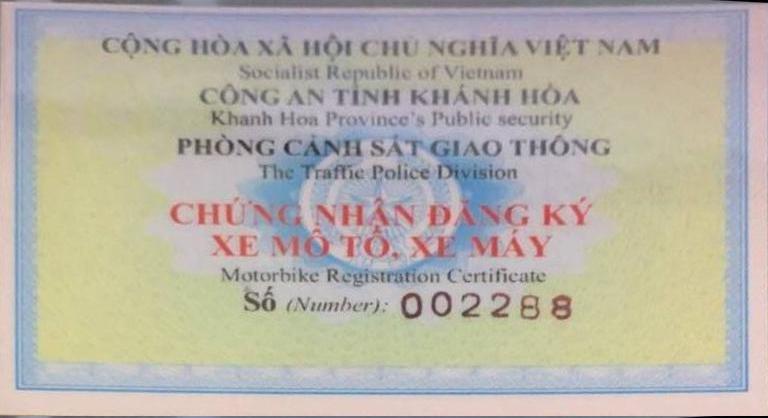 CỘNG HÒA XÃ HỘI CHỦ NGHĨA VIỆT NAM
Socialist Republic of Vietnam
CÔNG AN TỈNH KHÁNH HÒA
Khanh Hoa Province's Public security
PHÒNG CẢNH SÁT GIAO THÔNG
The Traffic Police Division
CHỨNG NHẬN ĐĂNG KÝ
XE MÔ TÔ, XE MÁY
Motorbike Registration Certificate
Số (Number): 002288